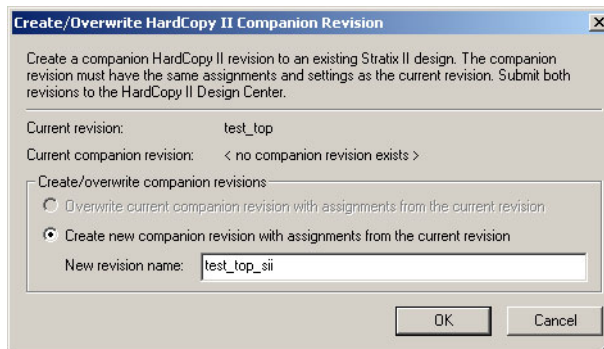 Create/Overwrite HardCopy II Companion Revision
Create a companion HardCopy II revision to an existing Stratix II design. The companion
revision must have the same assignments and settings as the current revision. Submit both
revisions to the HardCopy II Design Center.
Current revision: test_top
Current companion revision: < no companion revision exists >
Create/overwrite companion revisions
Overwrite current companion revision with assignments from the current revision
Create new companion revision with assignments from the current revision
New revision name: test_top_sii
OK Cancel